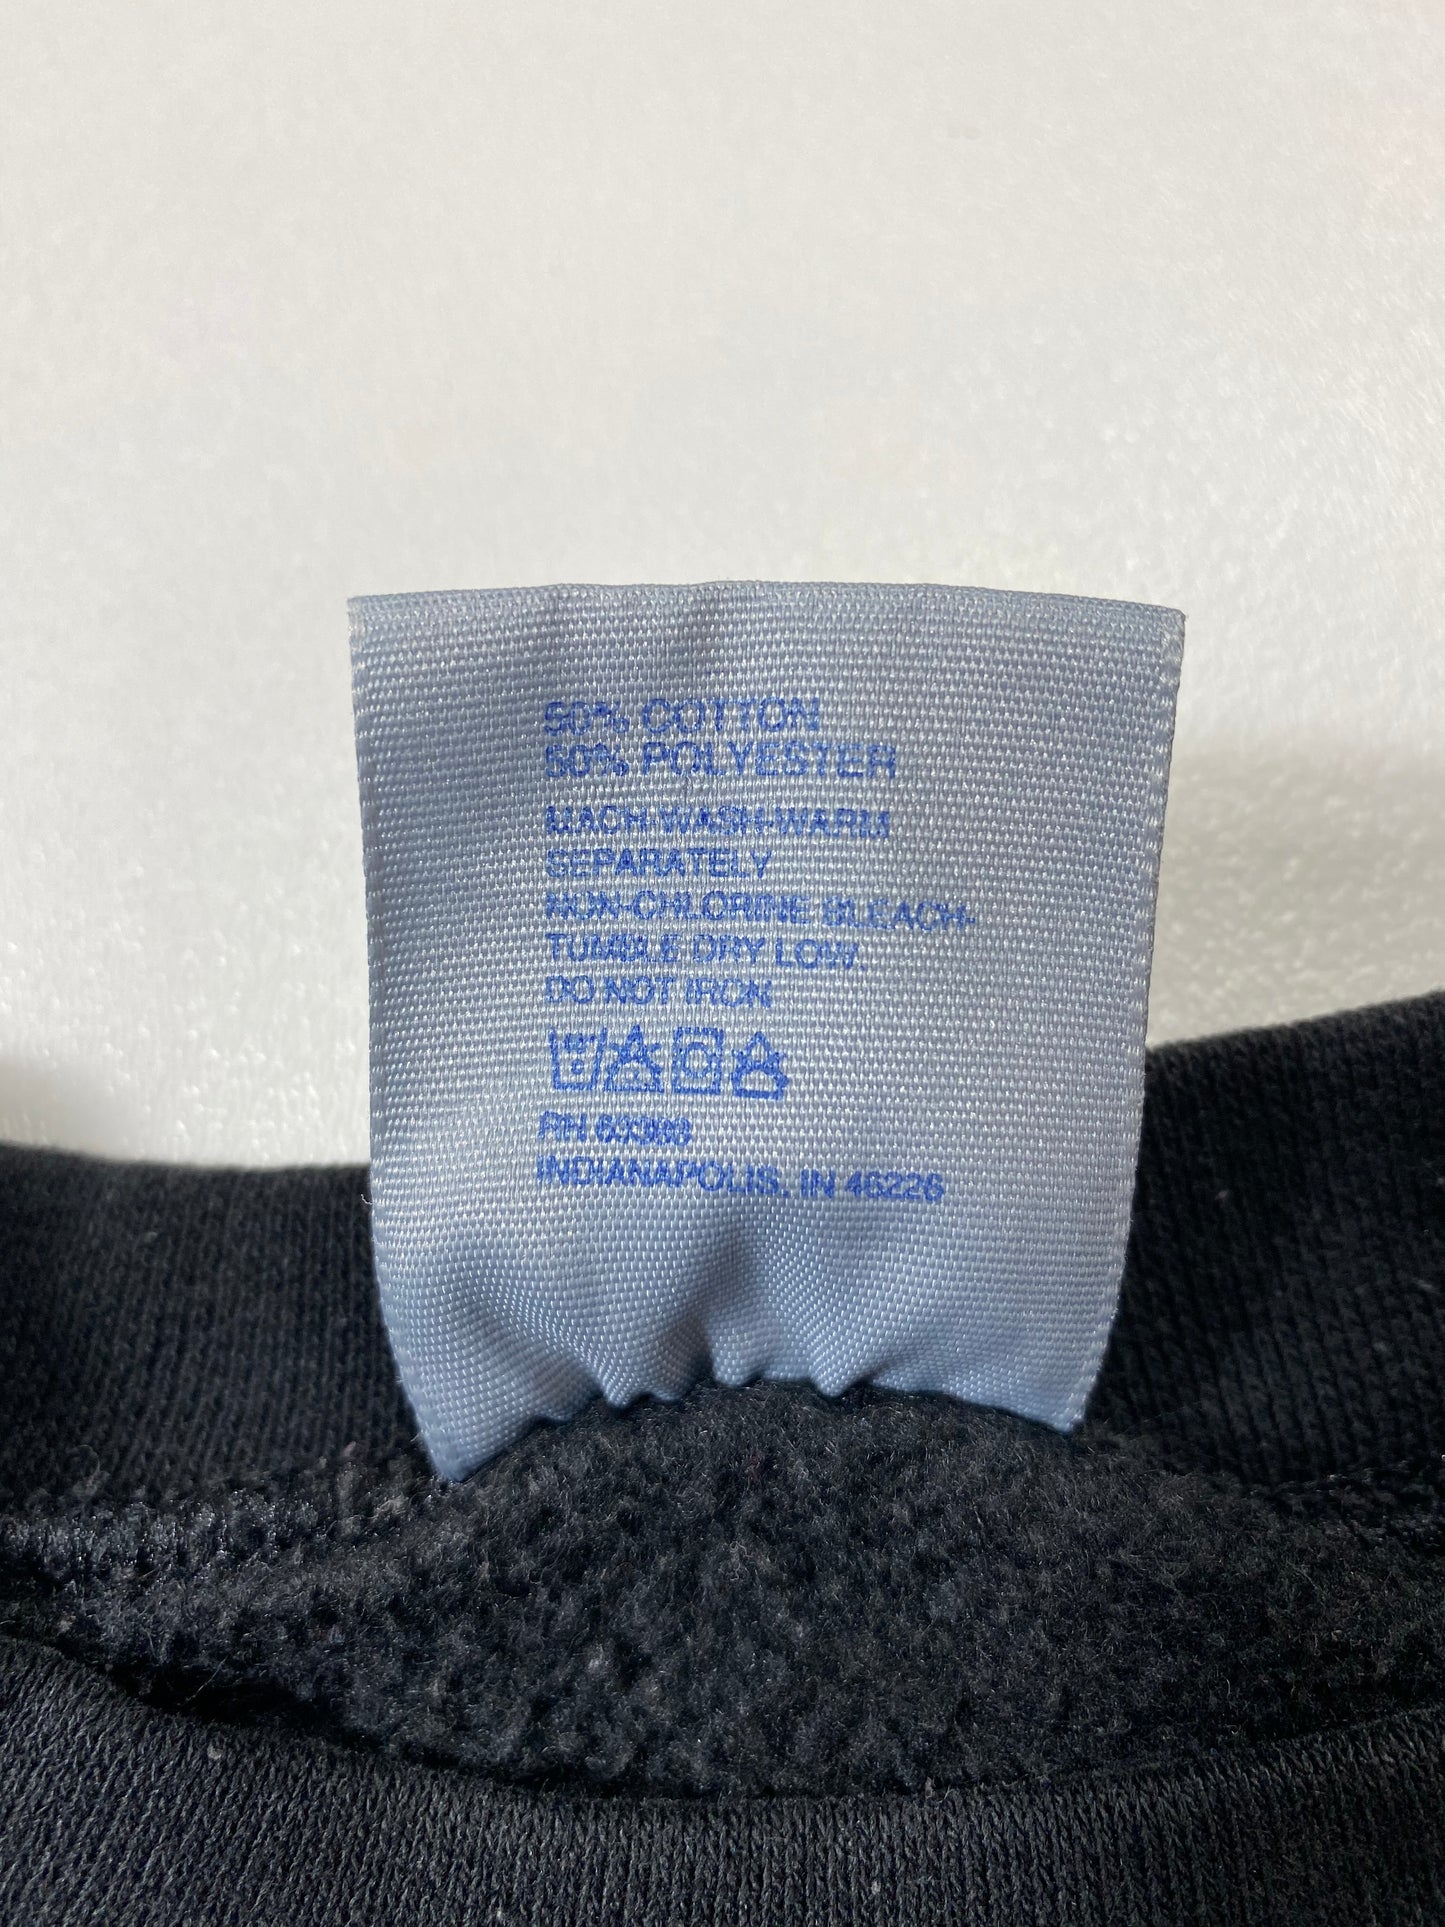 50% COTTON
50% POLYESTER
MACH-WASH-WARM
SEPARATELY
NON-CHLORINE BLEACH-
TUMBLE DRY LOW.
DO NOT IRON
RN
INDIANAPOLIS, IN 46226